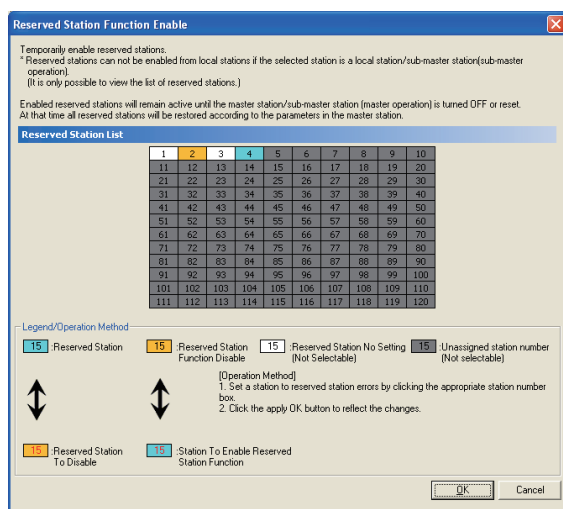 Reserved Station Function Enable
Temporarily enable reserved stations.
* Reserved stations can not be enabled from local stations if the selected station is a local station/sub-master station(sub-master
operation).
(It is only possible to view the list of reserved stations.)
Enabled reserved stations will remain active until the master station/sub-master station (master operation) is turned OFF or reset.
At that time all reserved stations will be restored according to the parameters in the master station.
Reserved Station List
1 2 3 4 5 6 7 8 9 10
11 12 13 14 15 16 17 18 19 20
21 22 23 24 25 26 27 28 29 30
31 32 33 34 35 36 37 38 39 40
41 42 43 44 45 46 47 48 49 50
51 52 53 54 55 56 57 58 59 60
61 62 63 64 65 66 67 68 69 70
71 72 73 74 75 76 77 78 79 80
81 82 83 84 85 86 87 88 89 90
91 92 93 94 95 96 97 98 99 100
101 102 103 104 105 106 107 108 109 110
111 111 113 114 115 116 117 118 119 120
Legend/Operation Method
15 :Reserved Station 15 :Reserved Station 15 :Reserved Station No Setting 15 :Unassigned station number
Function Disable (Not Selectable) (Not selectable)
[Operation Method]
1. Set a station to reserved station errors by clicking the appropriate station number
box.
2. Click the apply OK button to reflect the changes.
15 :Reserved Station 15 :Station To Enable Reserved
To Disable Station Function
OK Cancel